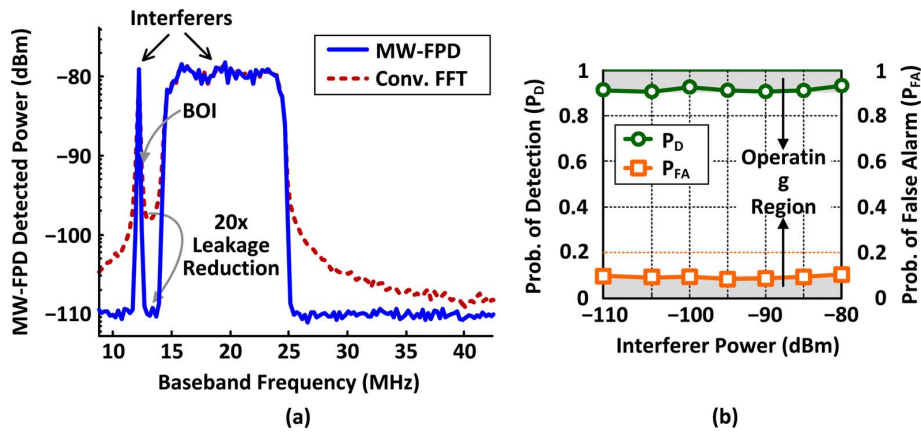 (a)
Interferers
MW-FPD
Conv. FFT
BOI
20x
Leakage
Reduction
MW-FPD Detected Power (dBm)
−80
−90
−100
−110
10
15
20
25
30
35
40
Baseband Frequency (MHz)
(a)
(b)
Prob. of Detection (PD)
Prob. of False Alarm (PFA)
1
0.8
0.6
0.4
0.2
0
1
0.8
0.6
0.4
0.2
0
PD
PFA
Operatin
g
Region
−110
−100
−90
−80
Interferer Power (dBm)
(b)